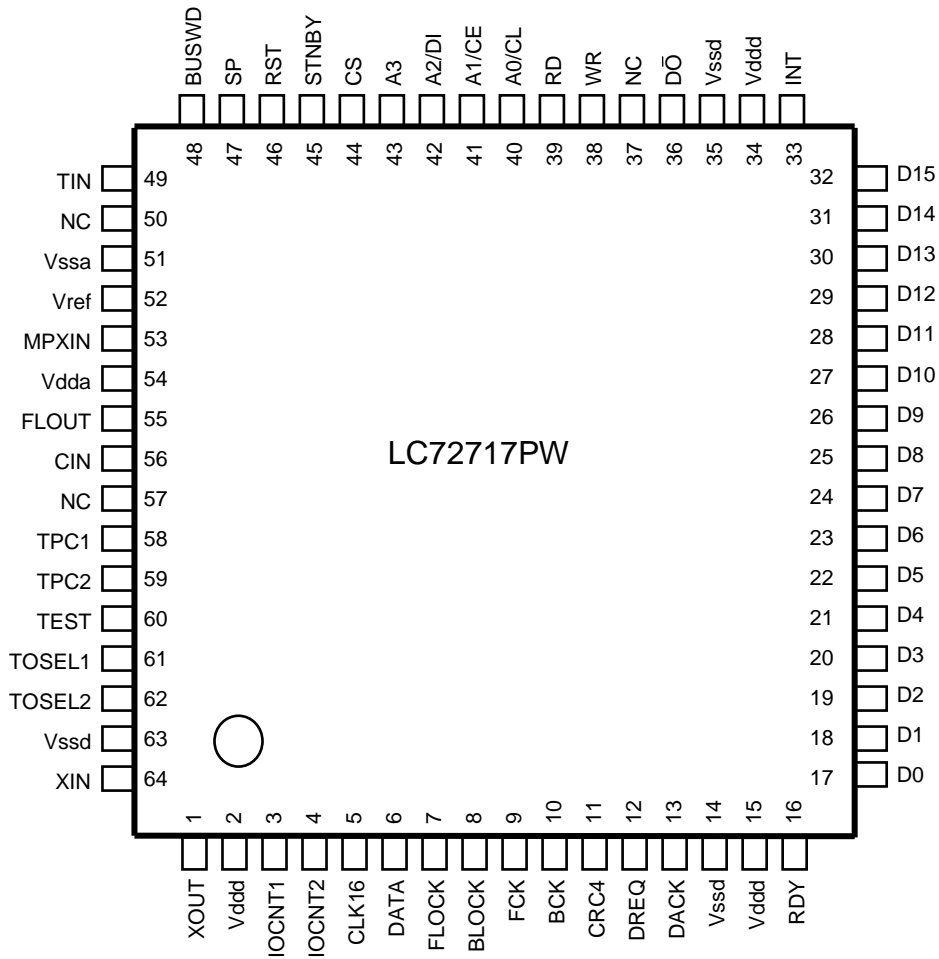 BUSWD SP RST STNBY CS A3 A2/DI A1/CE A0/CL RD WR NC DŌ Vssd Vddd INT
48 47 46 45 44 43 42 41 40 39 38 37 36 35 34 33
TIN 49 32 D15
NC 50 31 D14
Vssa 51 30 D13
Vref 52 29 D12
MPXIN 53 28 D11
Vdda 54 27 D10
FLOUT 55 26 D9
CIN 56 LC72717PW 25 D8
NC 57 24 D7
TPC1 58 23 D6
TPC2 59 22 D5
TEST 60 21 D4
TOSEL1 61 20 D3
TOSEL2 62 19 D2
Vssd 63 18 D1
XIN 64 17 D0
1 2 3 4 5 6 7 8 9 10 11 12 13 14 15 16
XOUT Vddd IOCNT1 IOCNT2 CLK16 DATA FLOCK BLOCK FCK BCK CRC4 DREQ DACK Vssd Vddd RDY